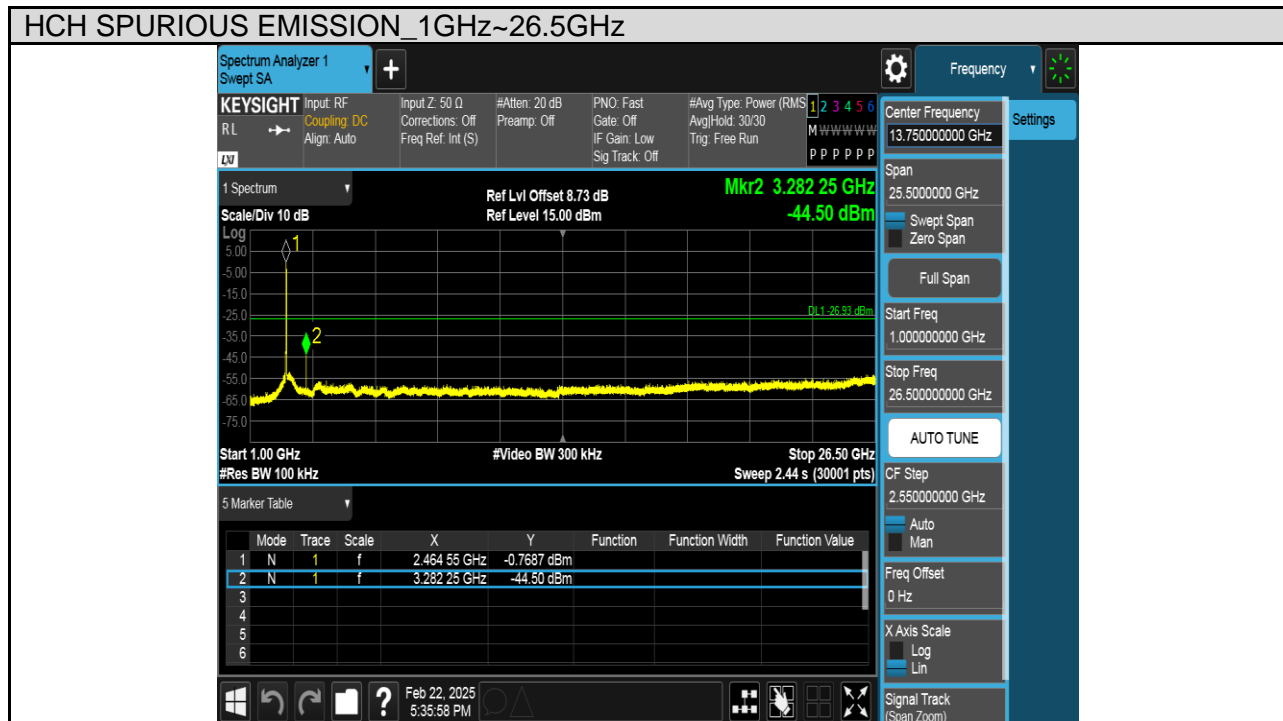 HCH SPURIOUS EMISSION_1GHz~26.5GHz
Spectrum Analyzer 1
Swept SA
+
Frequency
KEYSIGHT
RL
LXI
Input: RF
Coupling: DC
Align: Auto
Input Z: 50 Ω
Corrections: Off
Freq Ref: Int (S)
#Atten: 20 dB
Preamp: Off
PNO: Fast
Gate: Off
IF Gain: Low
Sig Track: Off
#Avg Type: Power (RMS
Avg|Hold: 30/30
Trig: Free Run
1 2 3 4 5 6
M W W W W W
P P P P P P
Center Frequency
13.750000000 GHz
Settings
Span
25.5000000 GHz
Swept Span
Zero Span
Full Span
Start Freq
1.000000000 GHz
Stop Freq
26.500000000 GHz
AUTO TUNE
CF Step
2.550000000 GHz
Auto
Man
Freq Offset
0 Hz
X Axis Scale
Log
Lin
Signal Track
(Span Zoom)
1 Spectrum
Scale/Div 10 dB
Ref Lvl Offset 8.73 dB
Ref Level 15.00 dBm
Mkr2 3.282 25 GHz
-44.50 dBm
Log
5.00
-5.00
-15.0
-25.0
-35.0
-45.0
-55.0
-65.0
-75.0
1
2
DL1 -26.93 dBm
Start 1.00 GHz
#Res BW 100 kHz
#Video BW 300 kHz
Stop 26.50 GHz
Sweep 2.44 s (30001 pts)
5 Marker Table
Mode Trace Scale X Y Function Function Width Function Value
1 N 1 f 2.464 55 GHz -0.7687 dBm
2 N 1 f 3.282 25 GHz -44.50 dBm
3
4
5
6
?
Feb 22, 2025
5:35:58 PM